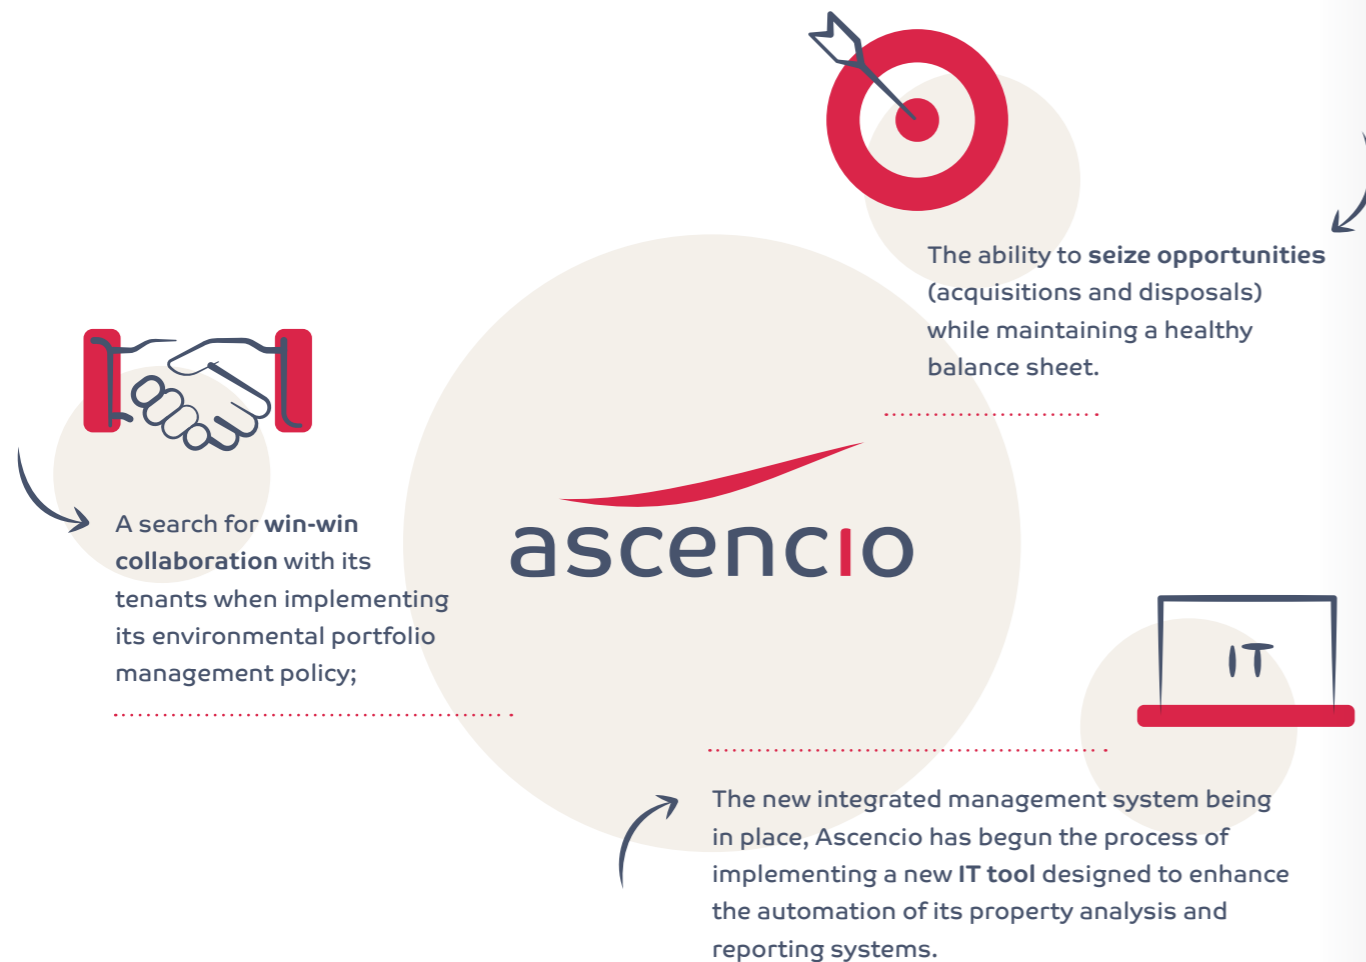 The ability to seize opportunities
(acquisitions and disposals)
while maintaining a healthy
balance sheet.
A search for win-win
collaboration with its
tenants when implementing
its environmental portfolio
management policy;
ascencio
IT
The new integrated management system being
in place, Ascencio has begun the process of
implementing a new IT tool designed to enhance
the automation of its property analysis and
reporting systems.